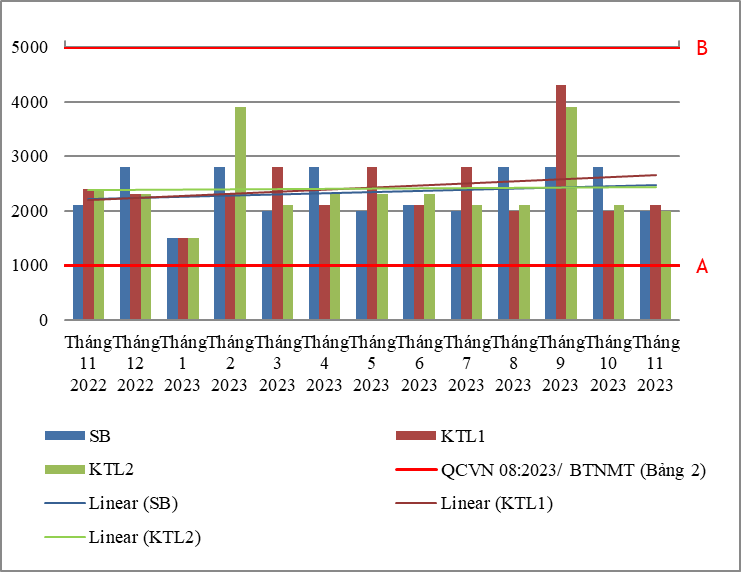 5000
B
4000
3000
2000
1000
A
0
Tháng Tháng Tháng Tháng Tháng Tháng Tháng Tháng Tháng Tháng Tháng Tháng Tháng
11 12 1 2 3 4 5 6 7 8 9 10 11
2022 2022 2023 2023 2023 2023 2023 2023 2023 2023 2023 2023 2023
SB
KTL1
KTL2
QCVN 08:2023/ BTNMT (Bảng 2)
Linear (SB)
Linear (KTL1)
Linear (KTL2)